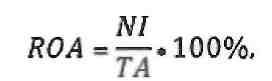 ROA = NI/TA • 100%,